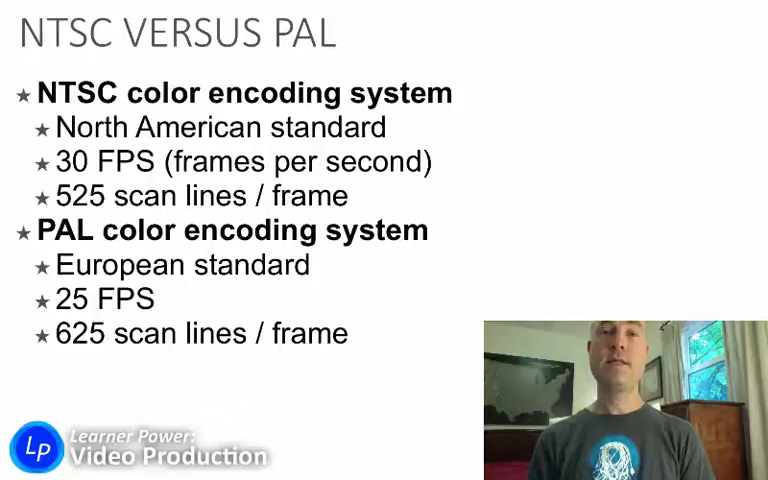 NTSC VERSUS PAL
★ NTSC color encoding system
★ North American standard
★ 30 FPS (frames per second)
★ 525 scan lines / frame
★ PAL color encoding system
★ European standard
★ 25 FPS
★ 625 scan lines / frame
Lp
Learner Power:
Video Production